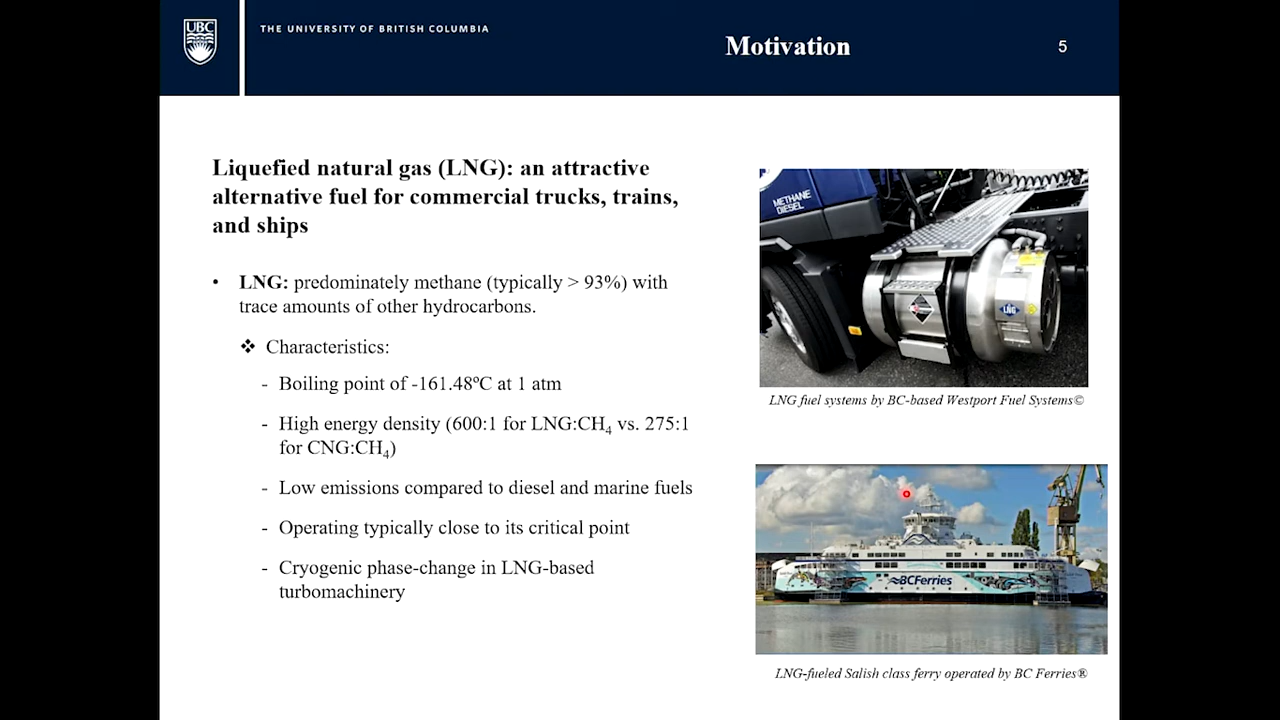 UBC
THE UNIVERSITY OF BRITISH COLUMBIA
Motivation
5
Liquefied natural gas (LNG): an attractive
alternative fuel for commercial trucks, trains,
and ships
• LNG: predominately methane (typically > 93%) with
trace amounts of other hydrocarbons.
❖ Characteristics:
- Boiling point of -161.48ºC at 1 atm
- High energy density (600:1 for LNG:CH₄ vs. 275:1
for CNG:CH₄)
- Low emissions compared to diesel and marine fuels
- Operating typically close to its critical point
- Cryogenic phase-change in LNG-based
turbomachinery
METHANE
DIESEL
LNG
LNG fuel systems by BC-based Westport Fuel Systems©
BCFerries
LNG-fueled Salish class ferry operated by BC Ferries®